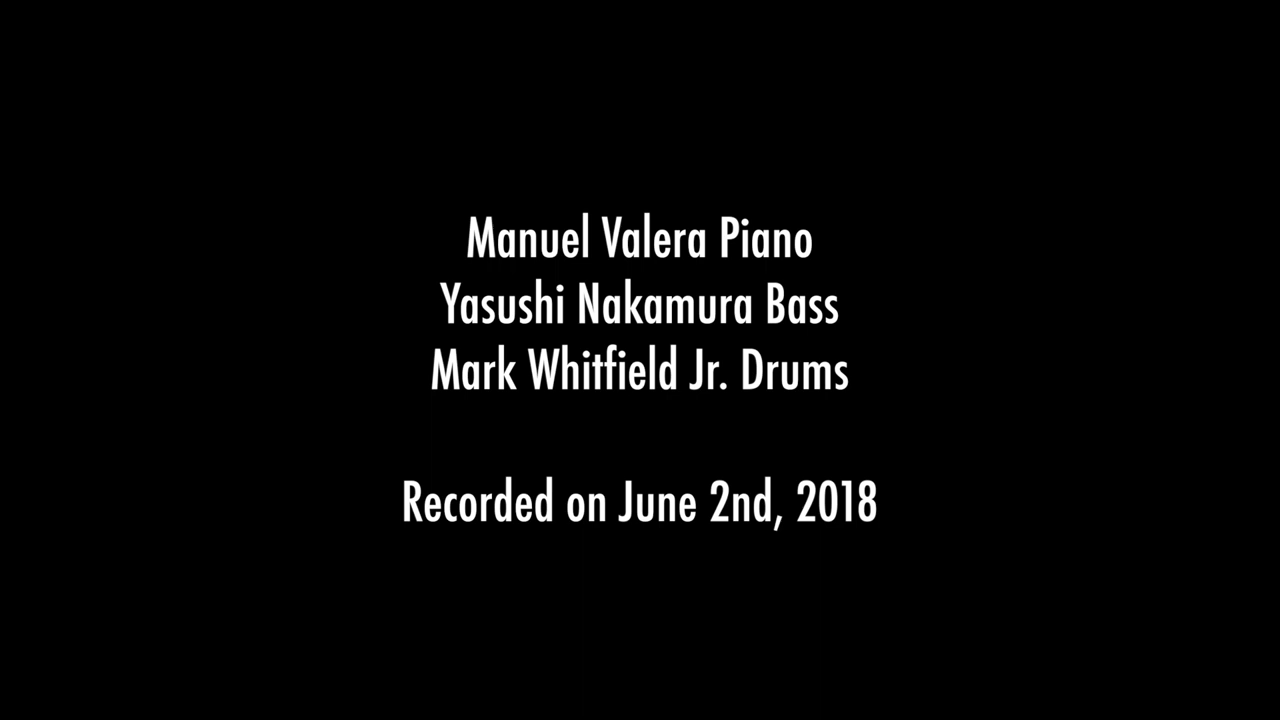 Manuel Valera Piano
Yasushi Nakamura Bass
Mark Whitfield Jr. Drums
Recorded on June 2nd, 2018